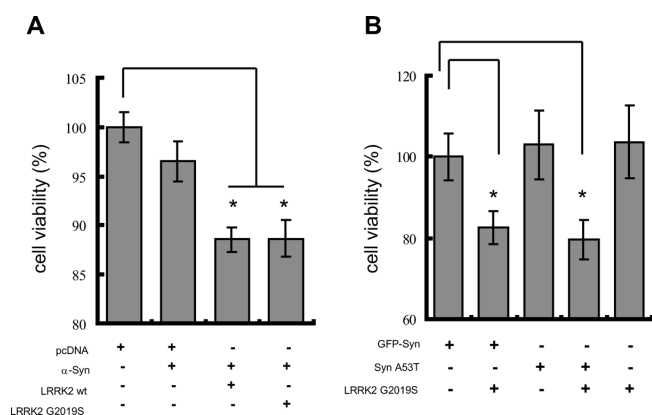 A
cell viability (%)
105
100
95
90
85
80
* *
pcDNA + + - -
α-Syn - + + +
LRRK2 wt - - + -
LRRK2 G2019S - - - +
B
cell viability (%)
120
100
80
60
* *
GFP-Syn + + - - -
Syn A53T - - + + -
LRRK2 G2019S - + - + +